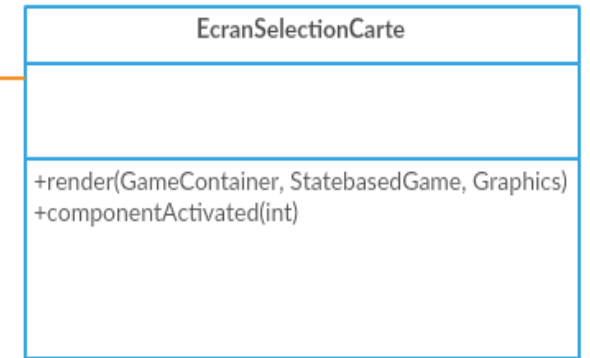 EcranSelectionCarte
+render(GameContainer, StatebasedGame, Graphics)
+componentActivated(int)